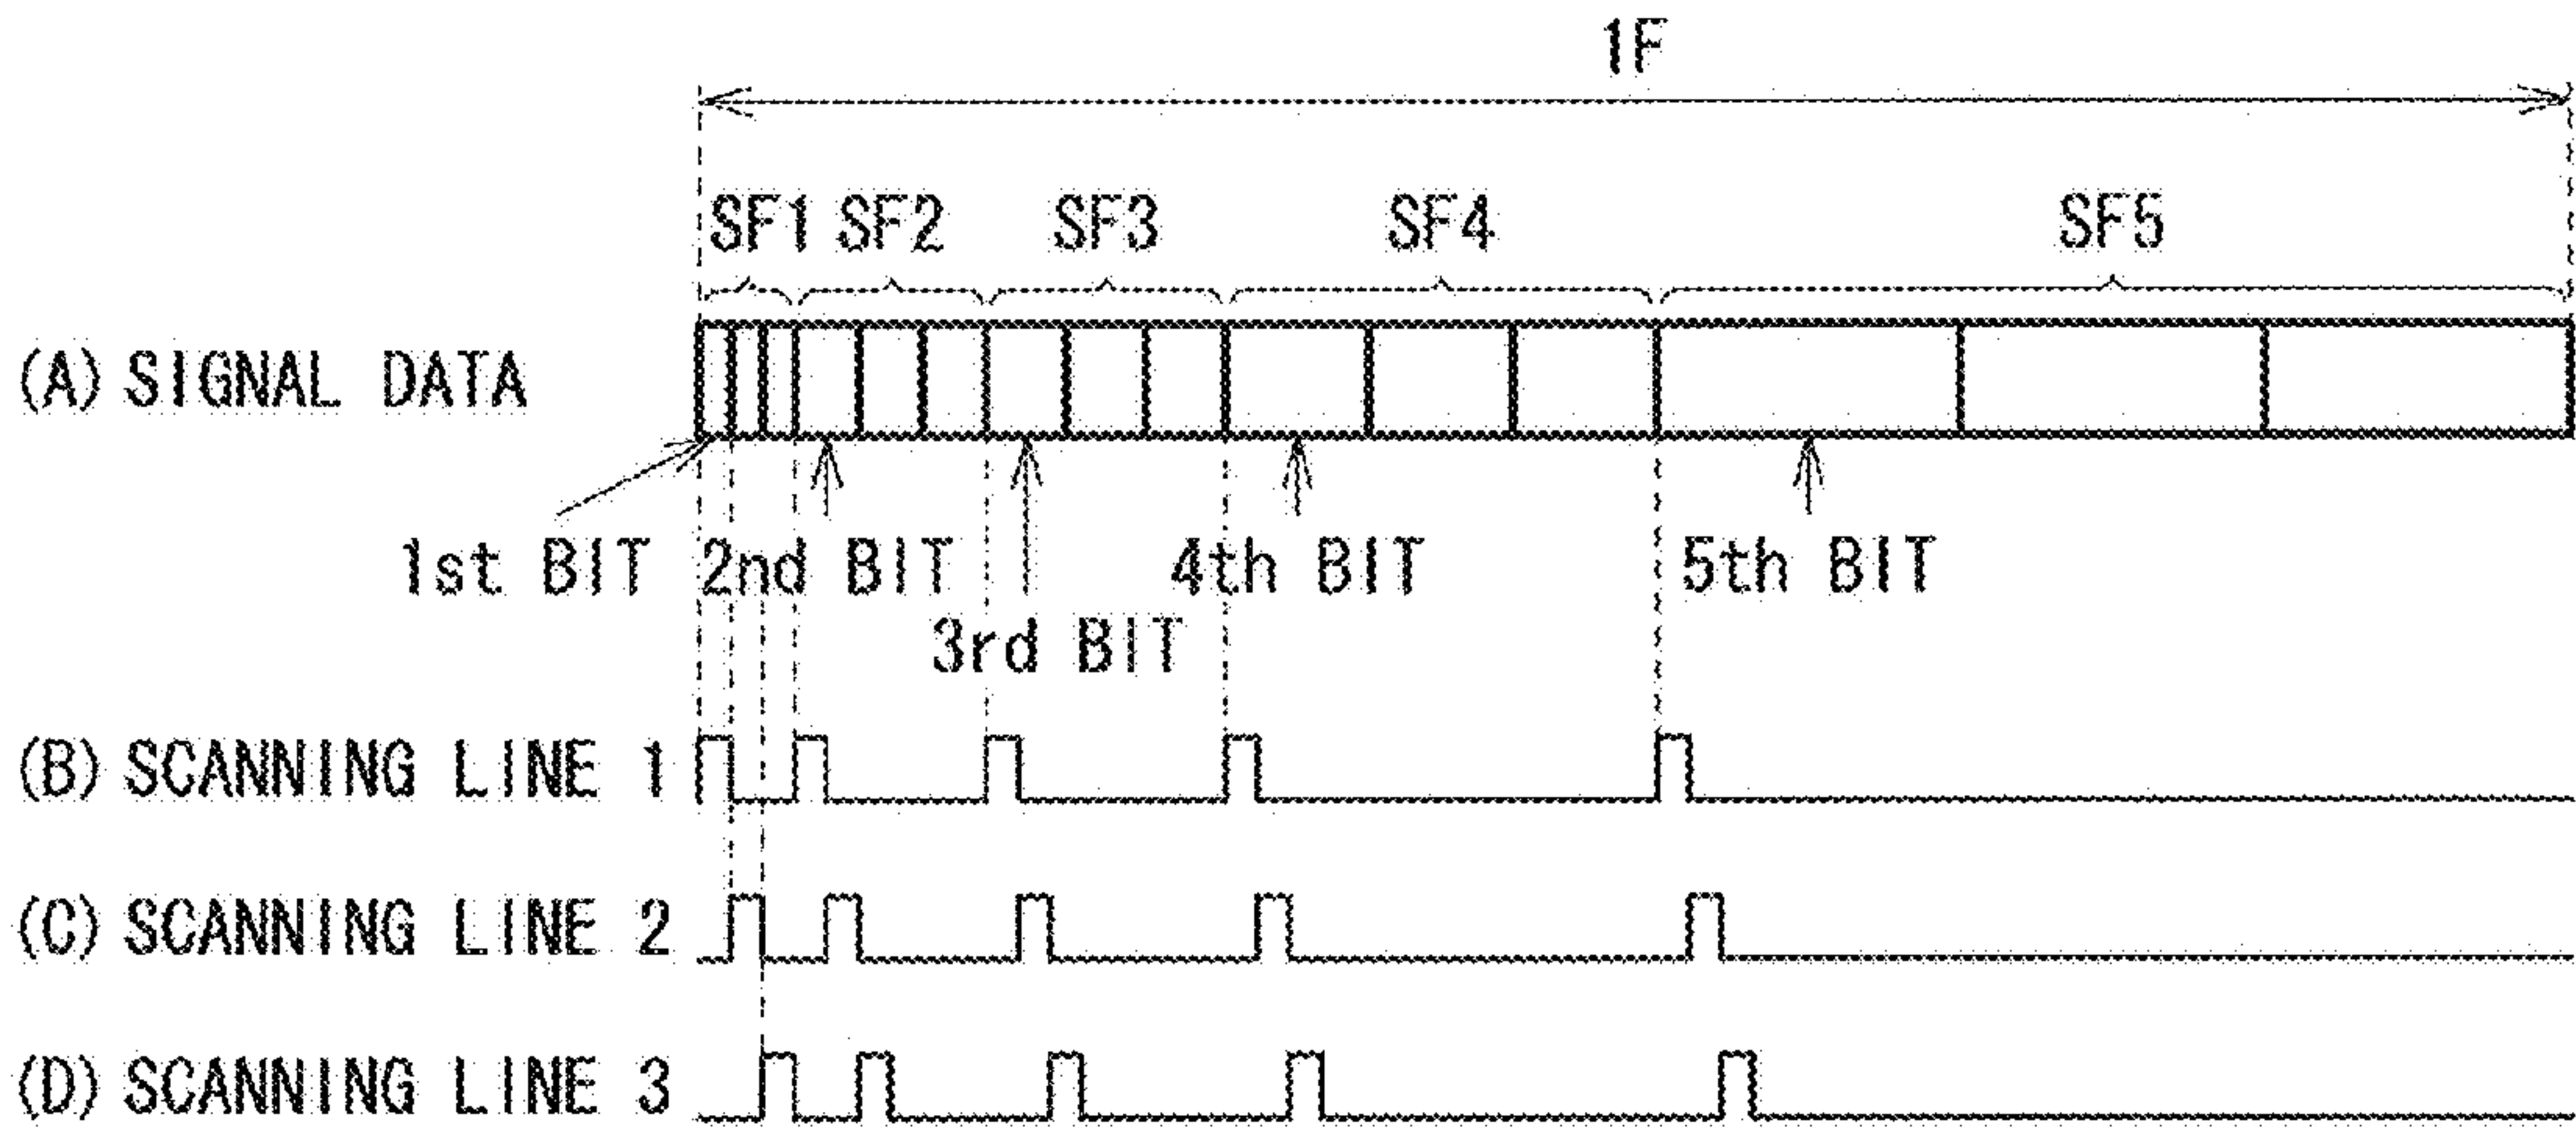 1F
SF1 SF2 SF3 SF4 SF5
(A) SIGNAL DATA
1st BIT 2nd BIT 4th BIT 5th BIT
3rd BIT
(B) SCANNING LINE 1
(C) SCANNING LINE 2
(D) SCANNING LINE 3